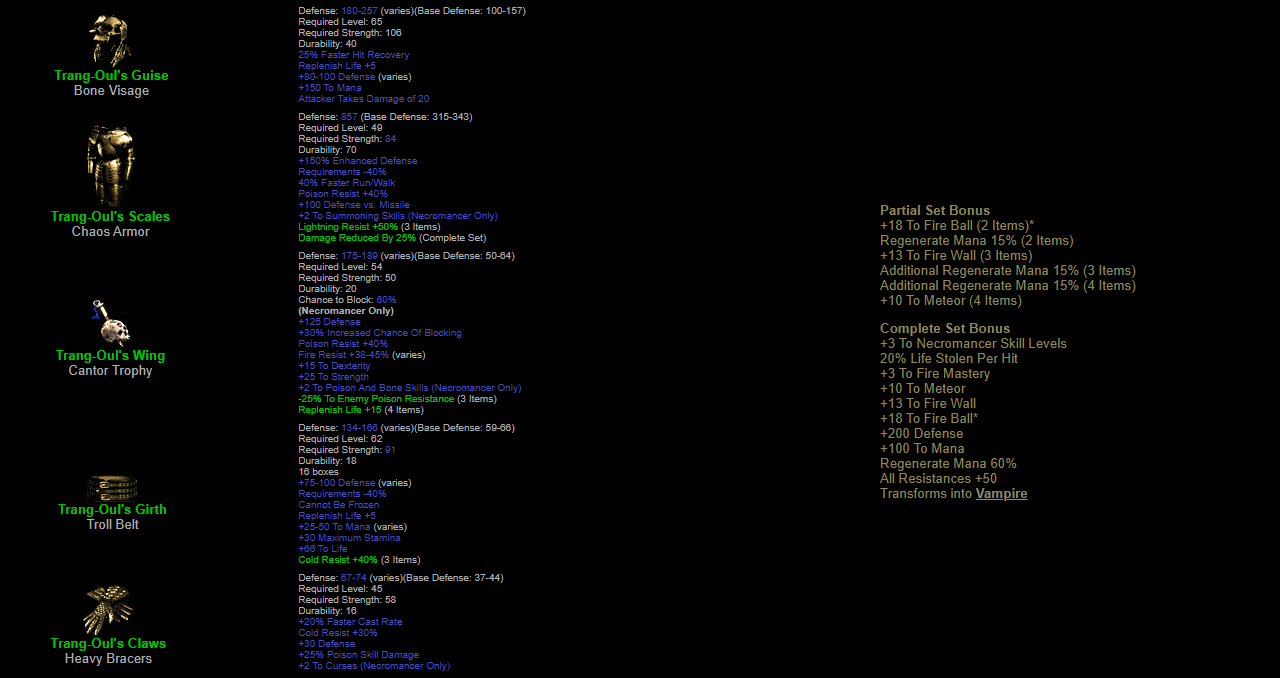 Trang-Oul's Guise
Bone Visage
Defense: 180-257 (varies)(Base Defense: 100-157)
Required Level: 65
Required Strength: 106
Durability: 40
25% Faster Hit Recovery
Replenish Life +5
+80-100 Defense (varies)
+150 To Mana
Attacker Takes Damage of 20
Trang-Oul's Scales
Chaos Armor
Defense: 857 (Base Defense: 315-343)
Required Level: 49
Required Strength: 84
Durability: 70
+150% Enhanced Defense
Requirements -40%
40% Faster Run/Walk
Poison Resist +40%
+100 Defense vs. Missile
+2 To Summoning Skills (Necromancer Only)
Lightning Resist +50% (3 Items)
Damage Reduced By 25% (Complete Set)
Trang-Oul's Wing
Cantor Trophy
Defense: 175-189 (varies)(Base Defense: 50-64)
Required Level: 54
Required Strength: 50
Durability: 20
Chance to Block: 60%
(Necromancer Only)
+125 Defense
+30% Increased Chance Of Blocking
Poison Resist +40%
Fire Resist +38-45% (varies)
+15 To Dexterity
+25 To Strength
+2 To Poison And Bone Skills (Necromancer Only)
-25% To Enemy Poison Resistance (3 Items)
Replenish Life +15 (4 Items)
Trang-Oul's Girth
Troll Belt
Defense: 134-166 (varies)(Base Defense: 59-66)
Required Level: 62
Required Strength: 91
Durability: 18
16 boxes
+75-100 Defense (varies)
Requirements -40%
Cannot Be Frozen
Replenish Life +5
+25-50 To Mana (varies)
+30 Maximum Stamina
+66 To Life
Cold Resist +40% (3 Items)
Trang-Oul's Claws
Heavy Bracers
Defense: 67-74 (varies)(Base Defense: 37-44)
Required Level: 45
Required Strength: 58
Durability: 16
+20% Faster Cast Rate
Cold Resist +30%
+30 Defense
+25% Poison Skill Damage
+2 To Curses (Necromancer Only)
Partial Set Bonus
+18 To Fire Ball (2 Items)*
Regenerate Mana 15% (2 Items)
+13 To Fire Wall (3 Items)
Additional Regenerate Mana 15% (3 Items)
Additional Regenerate Mana 15% (4 Items)
+10 To Meteor (4 Items)
Complete Set Bonus
+3 To Necromancer Skill Levels
20% Life Stolen Per Hit
+3 To Fire Mastery
+10 To Meteor
+13 To Fire Wall
+18 To Fire Ball*
+200 Defense
+100 To Mana
Regenerate Mana 60%
All Resistances +50
Transforms into Vampire